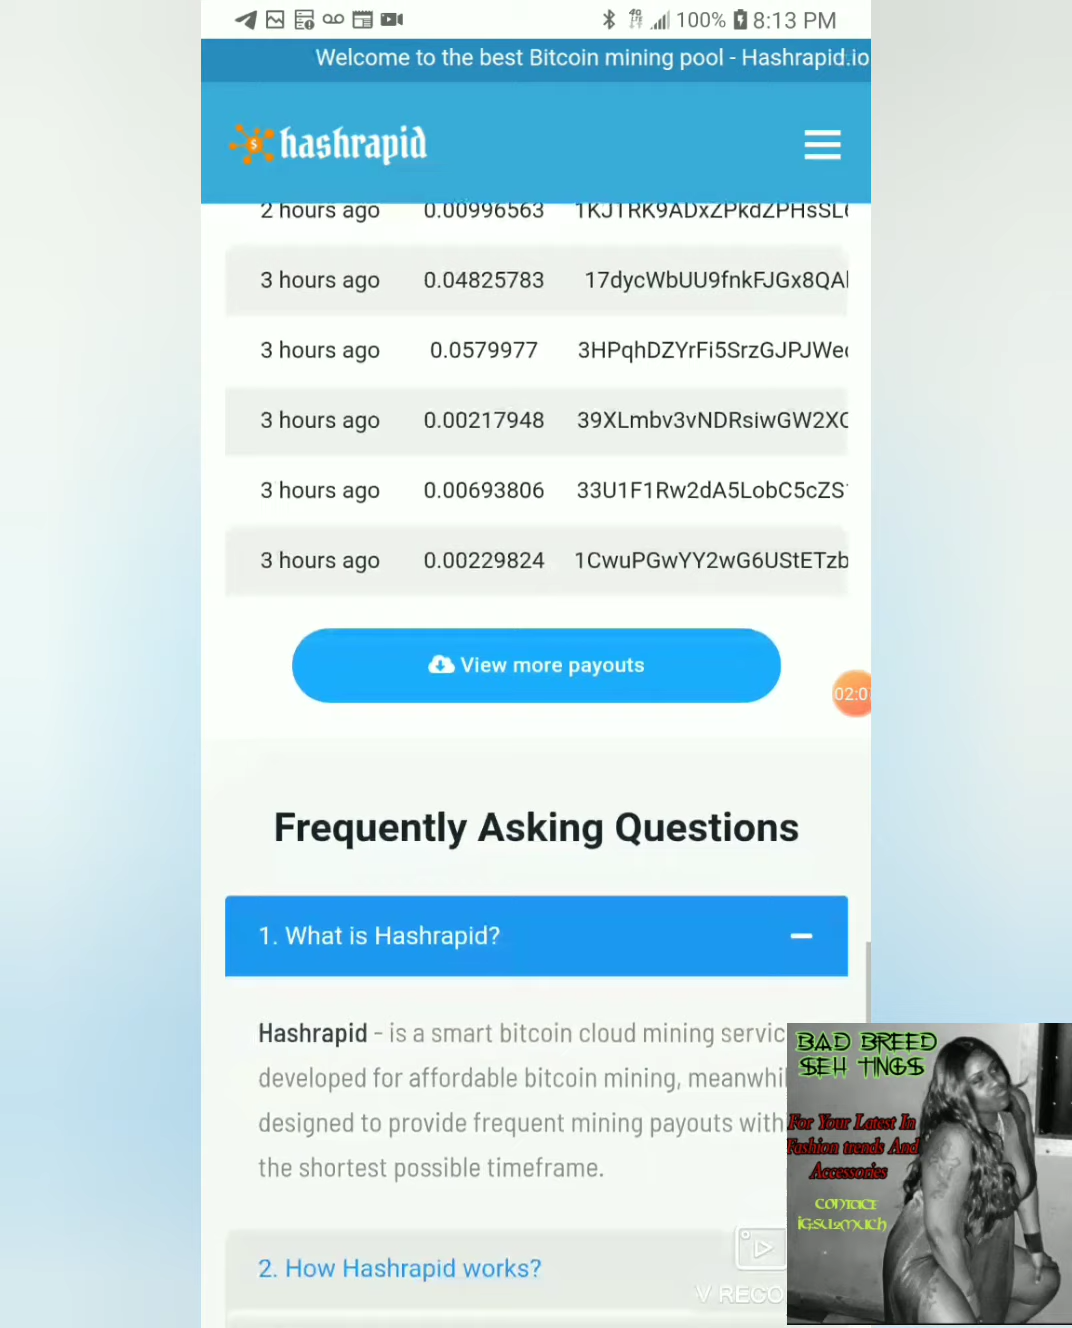 100% 8:13 PM
Welcome to the best Bitcoin mining pool - Hashrapid.io
hashrapid
2 hours ago 0.00996563 1KJTRK9ADxZPkdZPHsSL
3 hours ago 0.04825783 17dycWbUU9fnkFJGx8QA
3 hours ago 0.0579977 3HPqhDZYrFi5SrzGJPJWe
3 hours ago 0.00217948 39XLmbv3vNDRsiwGW2X
3 hours ago 0.00693806 33U1F1Rw2dA5LobC5cZS
3 hours ago 0.00229824 1CwuPGwYY2wG6UStETzb
View more payouts
02:0
Frequently Asking Questions
1. What is Hashrapid?
Hashrapid - is a smart bitcoin cloud mining servic
developed for affordable bitcoin mining, meanwhil
designed to provide frequent mining payouts with
the shortest possible timeframe.
2. How Hashrapid works?
V RECO
BAD BREED
SEH TINGS
For Your Latest In
Fashion trends And
Accessories
CONTACT